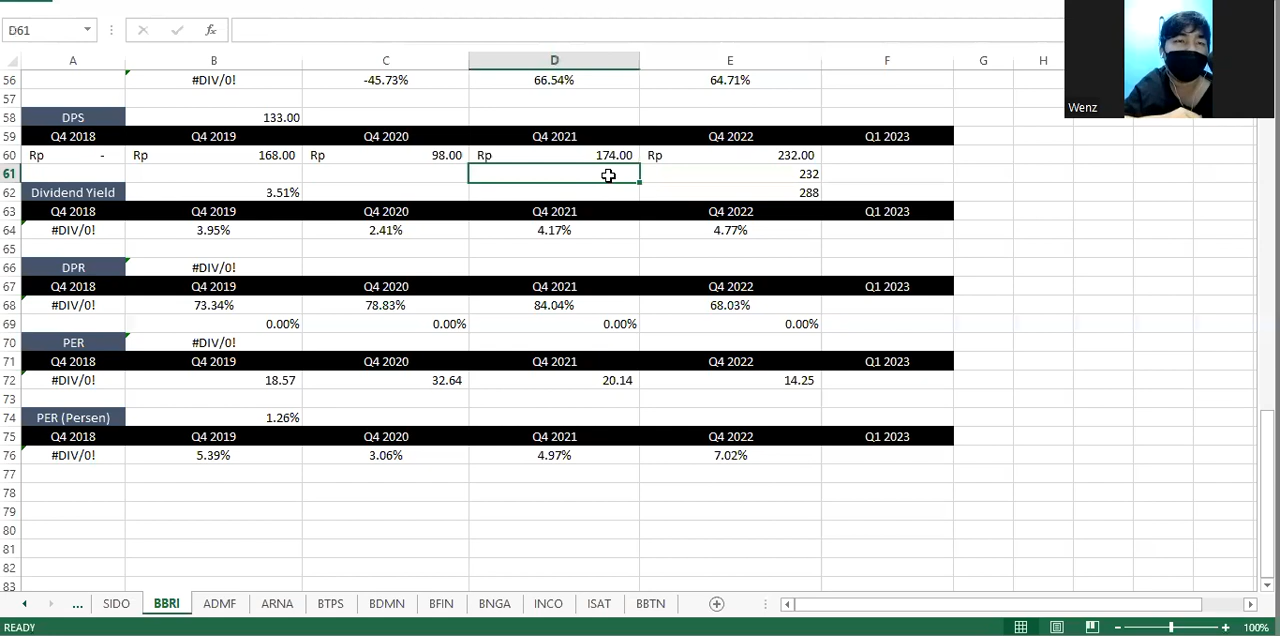 D61 fx
A B C D E F G H
56 #DIV/0! -45.73% 66.54% 64.71%
Wenz
57
58 DPS 133.00
59 Q4 2018 Q4 2019 Q4 2020 Q4 2021 Q4 2022 Q1 2023
60 Rp - Rp 168.00 Rp 98.00 Rp 174.00 Rp 232.00
61 232
62 Dividend Yield 3.51% 288
63 Q4 2018 Q4 2019 Q4 2020 Q4 2021 Q4 2022 Q1 2023
64 #DIV/0! 3.95% 2.41% 4.17% 4.77%
65
66 DPR #DIV/0!
67 Q4 2018 Q4 2019 Q4 2020 Q4 2021 Q4 2022 Q1 2023
68 #DIV/0! 73.34% 78.83% 84.04% 68.03%
69 0.00% 0.00% 0.00% 0.00%
70 PER #DIV/0!
71 Q4 2018 Q4 2019 Q4 2020 Q4 2021 Q4 2022 Q1 2023
72 #DIV/0! 18.57 32.64 20.14 14.25
73
74 PER (Persen) 1.26%
75 Q4 2018 Q4 2019 Q4 2020 Q4 2021 Q4 2022 Q1 2023
76 #DIV/0! 5.39% 3.06% 4.97% 7.02%
77
78
79
80
81
82
83
... SIDO BBRI ADMF ARNA BTPS BDMN BFIN BNGA INCO ISAT BBTN
READY 100%